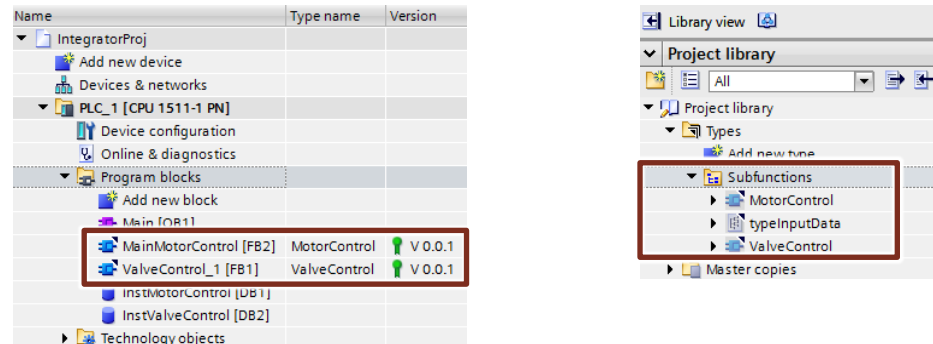 Name Type name Version
IntegratorProj
Add new device
Devices & networks
PLC_1 [CPU 1511-1 PN]
Device configuration
Online & diagnostics
Program blocks
Add new block
Main [OB1]
MainMotorControl [FB2] MotorControl V 0.0.1
ValveControl_1 [FB1] ValveControl V 0.0.1
InstMotorControl [DB1]
InstValveControl [DB2]
Technology objects
Library view
Project library
All
Project library
Types
Add new type
Subfunctions
MotorControl
typeInputData
ValveControl
Master copies